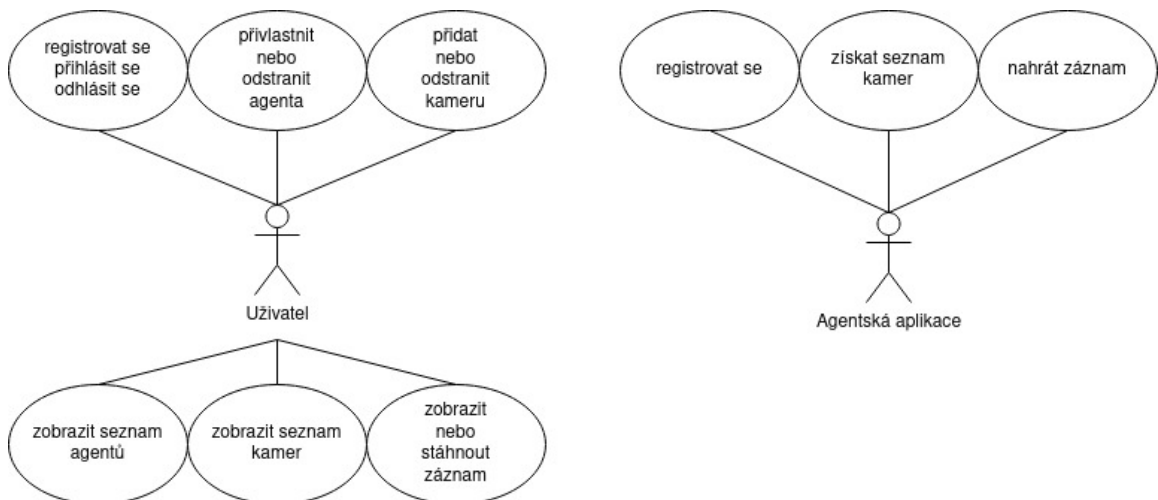 registrovat se
přihlásit se
odhlásit se
přivlastnit
nebo
odstranit
agenta
přidat
nebo
odstranit
kameru
registrovat se
získat seznam
kamer
nahrát záznam
Uživatel
Agentská aplikace
zobrazit seznam
agentů
zobrazit seznam
kamer
zobrazit
nebo
stáhnout
záznam